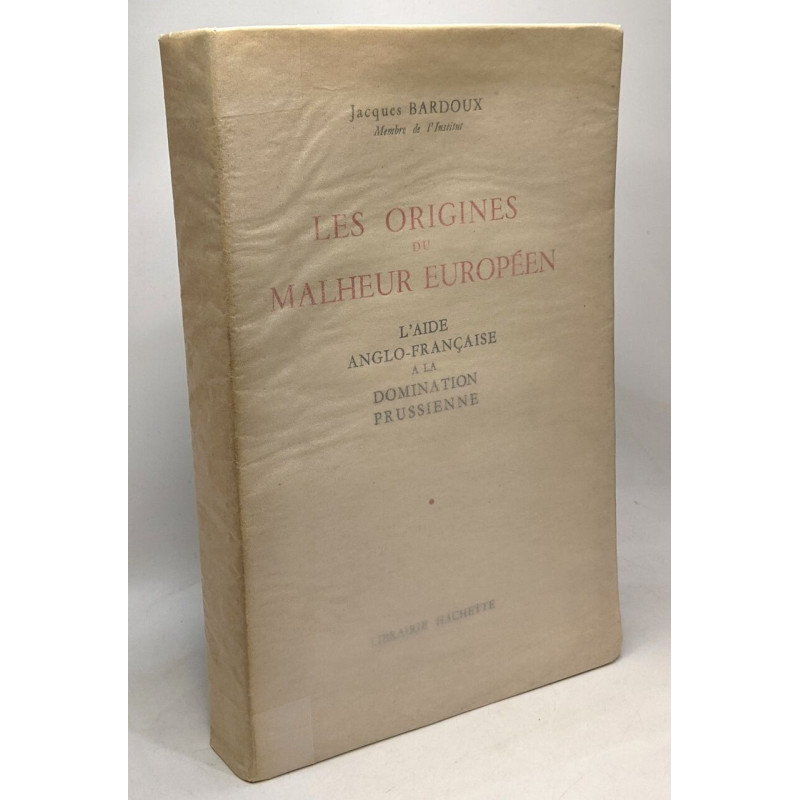 Jacques BARDOUX
Membre de l'Institut
LES ORIGINES
DU
MALHEUR EUROPÉEN
L'AIDE
ANGLO-FRANÇAISE
A LA
DOMINATION
PRUSSIENNE
LIBRAIRIE HACHETTE